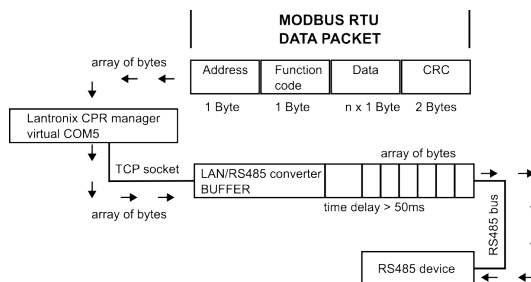 MODBUS RTU
DATA PACKET
array of bytes
Address
Function
code
Data
CRC
1 Byte
1 Byte
n x 1 Byte
2 Bytes
Lantronix CPR manager
virtual COM5
TCP socket
array of bytes
LAN/RS485 converter
BUFFER
array of bytes
time delay > 50ms
RS485 bus
RS485 device